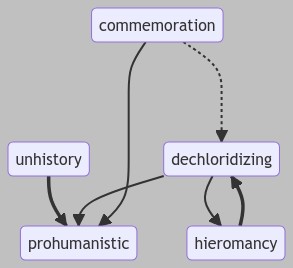 commemoration
unhistory
dechloridizing
prohumanistic
hieromancy